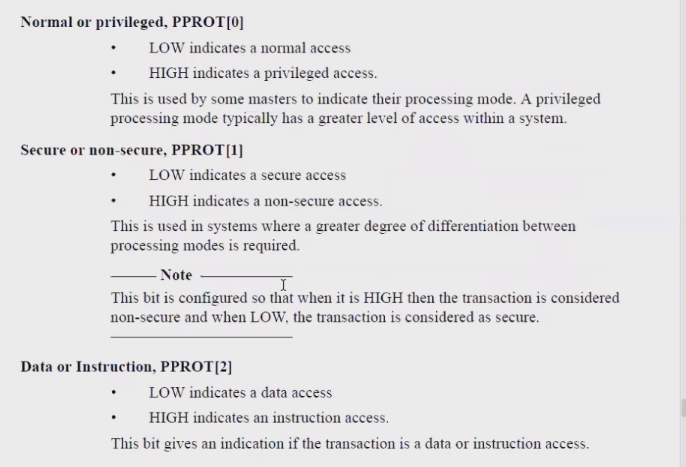 Normal or privileged, PPROT[0]
• LOW indicates a normal access
• HIGH indicates a privileged access.
This is used by some masters to indicate their processing mode. A privileged
processing mode typically has a greater level of access within a system.
Secure or non-secure, PPROT[1]
• LOW indicates a secure access
• HIGH indicates a non-secure access.
This is used in systems where a greater degree of differentiation between
processing modes is required.
Note
This bit is configured so that when it is HIGH then the transaction is considered
non-secure and when LOW, the transaction is considered as secure.
Data or Instruction, PPROT[2]
• LOW indicates a data access
• HIGH indicates an instruction access.
This bit gives an indication if the transaction is a data or instruction access.